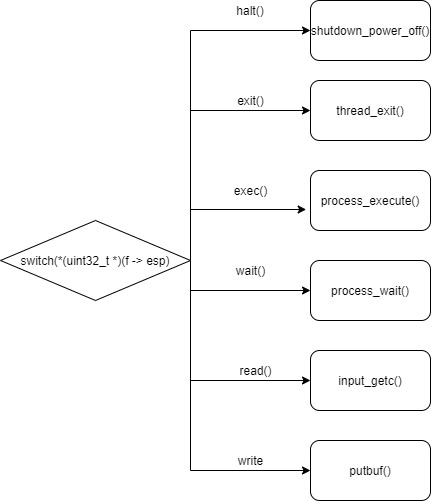 halt()
shutdown_power_off()
exit()
thread_exit()
exec()
process_execute()
switch(*(uint32_t *)(f -> esp)
wait()
process_wait()
read()
input_getc()
write
putbuf()